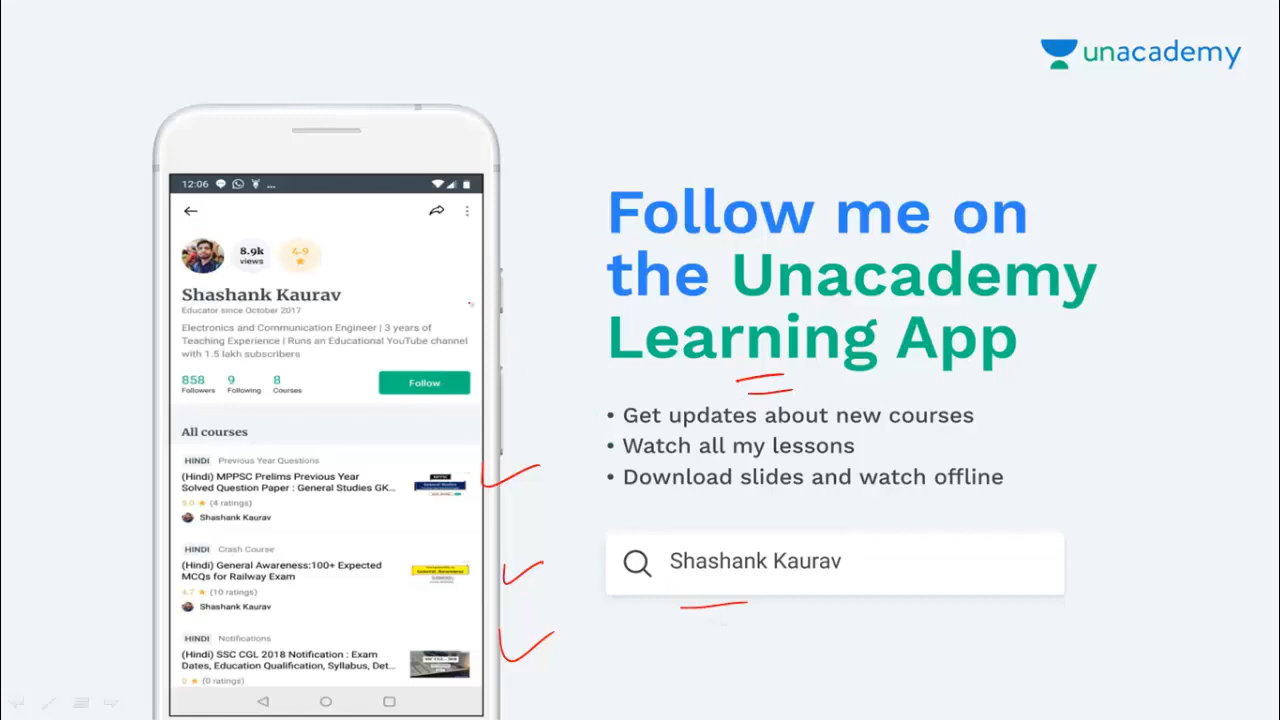 unacademy
12:06 ...
8.9k
views
4.9
Shashank Kaurav
Educator since October 2017
Electronics and Communication Engineer | 3 years of
Teaching Experience | Runs an Educational YouTube channel
with 1.5 lakh subscribers
858
Followers
9
Following
8
Courses
Follow
All courses
HINDI Previous Year Questions
(Hindi) MPPSC Prelims Previous Year
Solved Question Paper : General Studies GK...
5.0 ★ (4 ratings)
Shashank Kaurav
HINDI Crash Course
(Hindi) General Awareness:100+ Expected
MCQs for Railway Exam
4.7 ★ (10 ratings)
Shashank Kaurav
HINDI Notifications
(Hindi) SSC CGL 2018 Notification : Exam
Dates, Education Qualification, Syllabus, Det...
0 ★ (0 ratings)
Follow me on
the Unacademy
Learning App
• Get updates about new courses
• Watch all my lessons
• Download slides and watch offline
Shashank Kaurav